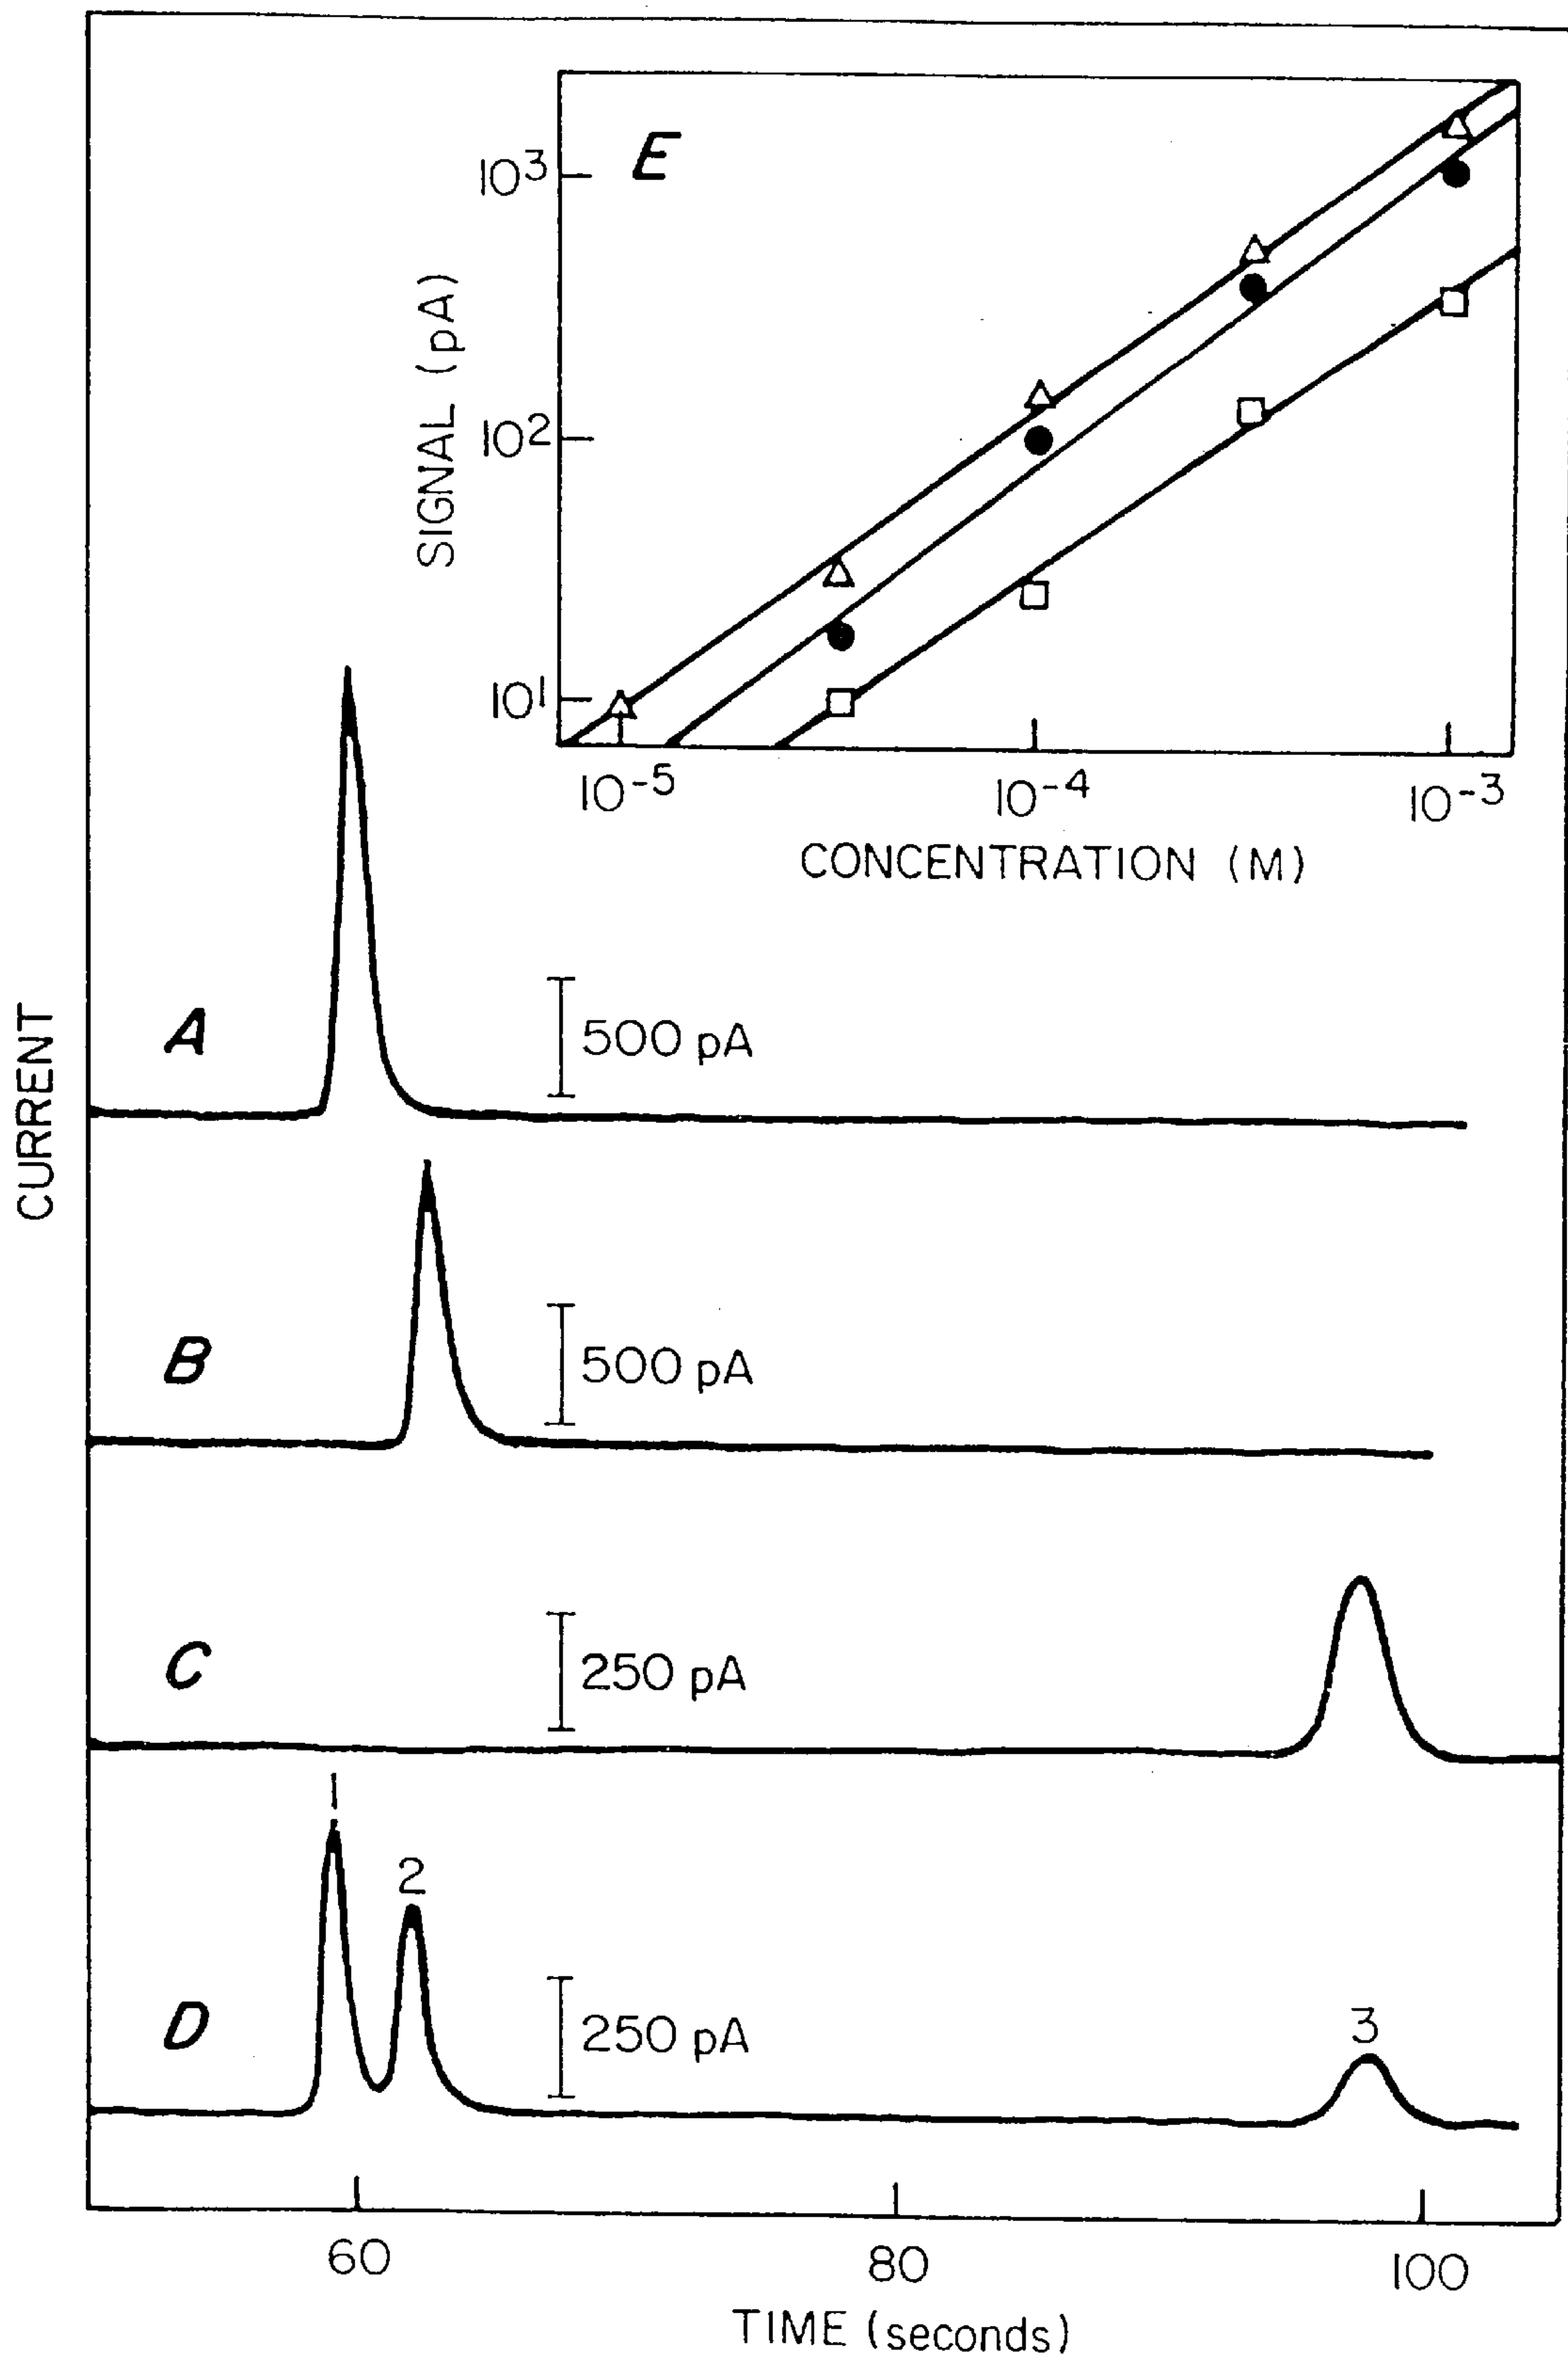 E
10³
10²
10¹
SIGNAL (pA)
10⁻⁵
10⁻⁴
10⁻³
CONCENTRATION (M)
CURRENT
A
500 pA
B
500 pA
C
250 pA
1
2
D
250 pA
3
60
80
100
TIME (seconds)